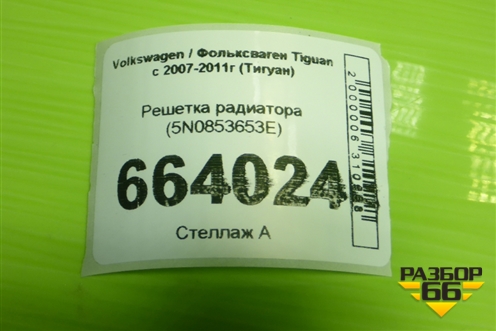 Volkswagen / Фольксваген Tiguan
с 2007-2011г (Тигуан)
Решетка радиатора
(5N0853653E)
664024
Стеллаж А
РАЗБОР
66